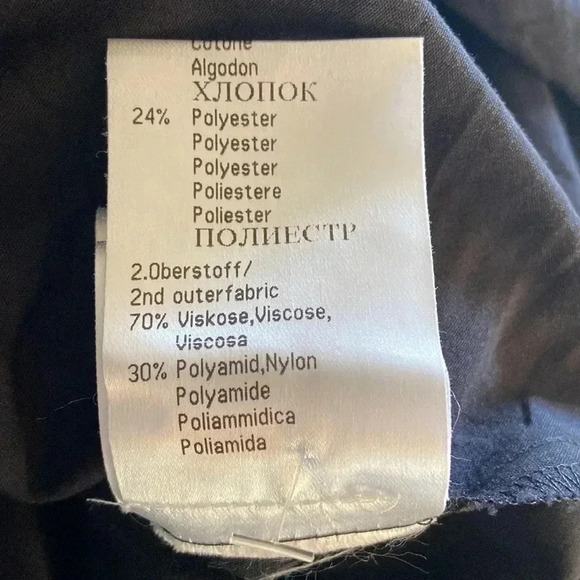 Cotone
Algodon
ХЛОПОК
24% Polyester
Polyester
Polyester
Poliestere
Poliester
ПОЛИЕСТР
2.Oberstoff/
2nd outerfabric
70% Viskose,Viscose,
Viscosa
30% Polyamid,Nylon
Polyamide
Poliammidica
Poliamida